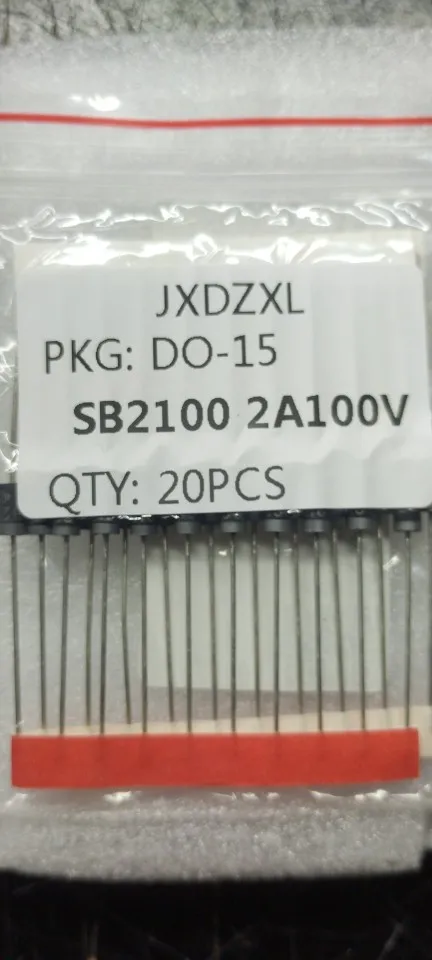 JXDZXL
PKG: DO-15
SB2100 2A100V
QTY: 20PCS